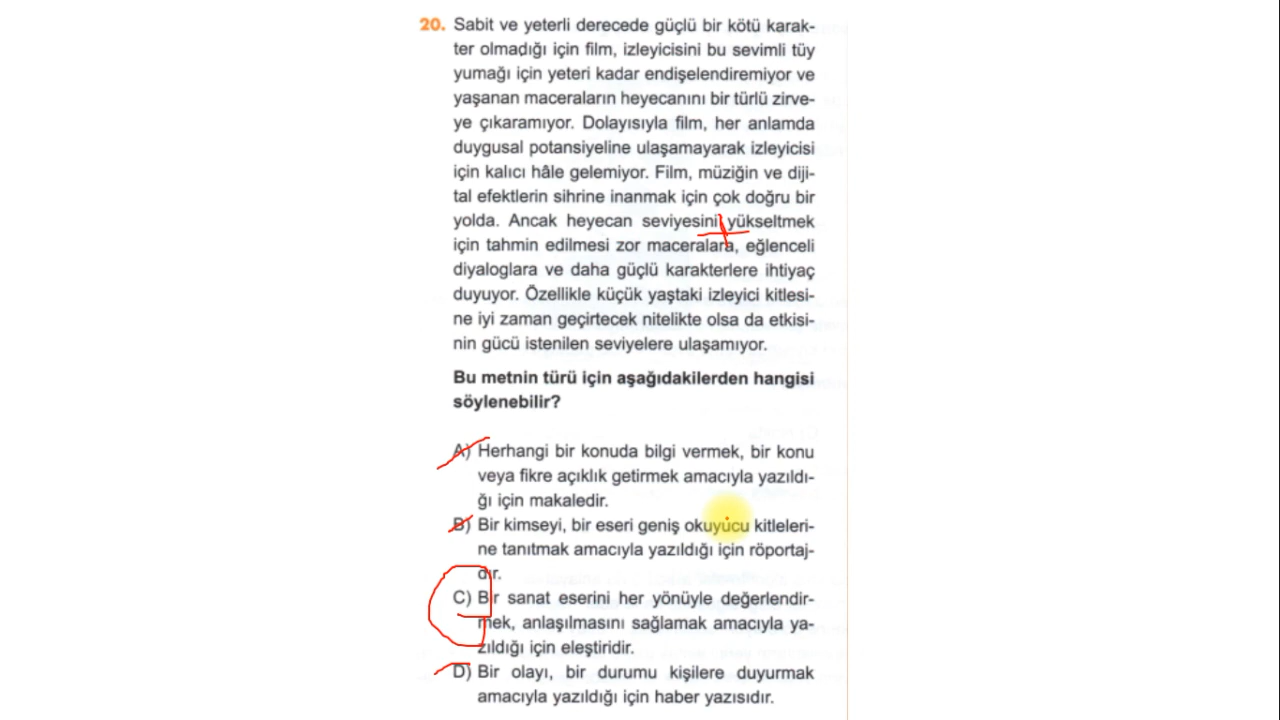 20. Sabit ve yeterli derecede güçlü bir kötü karak-
ter olmadığı için film, izleyicisini bu sevimli tüy
yumağı için yeteri kadar endişelendiremiyor ve
yaşanan maceraların heyecanını bir türlü zirve-
ye çıkaramıyor. Dolayısıyla film, her anlamda
duygusal potansiyeline ulaşamayarak izleyicisi
için kalıcı hâle gelemiyor. Film, müziğin ve diji-
tal efektlerin sihrine inanmak için çok doğru bir
yolda. Ancak heyecan seviyesini yükseltmek
için tahmin edilmesi zor maceralara, eğlenceli
diyaloglara ve daha güçlü karakterlere ihtiyaç
duyuyor. Özellikle küçük yaştaki izleyici kitlesi-
ne iyi zaman geçirtecek nitelikte olsa da etkisi-
nin gücü istenilen seviyelere ulaşamıyor.
Bu metnin türü için aşağıdakilerden hangisi
söylenebilir?
A) Herhangi bir konuda bilgi vermek, bir konu
veya fikre açıklık getirmek amacıyla yazıldı-
ğı için makaledir.
B) Bir kimseyi, bir eseri geniş okuyucu kitleleri-
ne tanıtmak amacıyla yazıldığı için röportaj-
dır.
C) Bir sanat eserini her yönüyle değerlendir-
mek, anlaşılmasını sağlamak amacıyla ya-
zıldığı için eleştiridir.
D) Bir olayı, bir durumu kişilere duyurmak
amacıyla yazıldığı için haber yazısıdır.